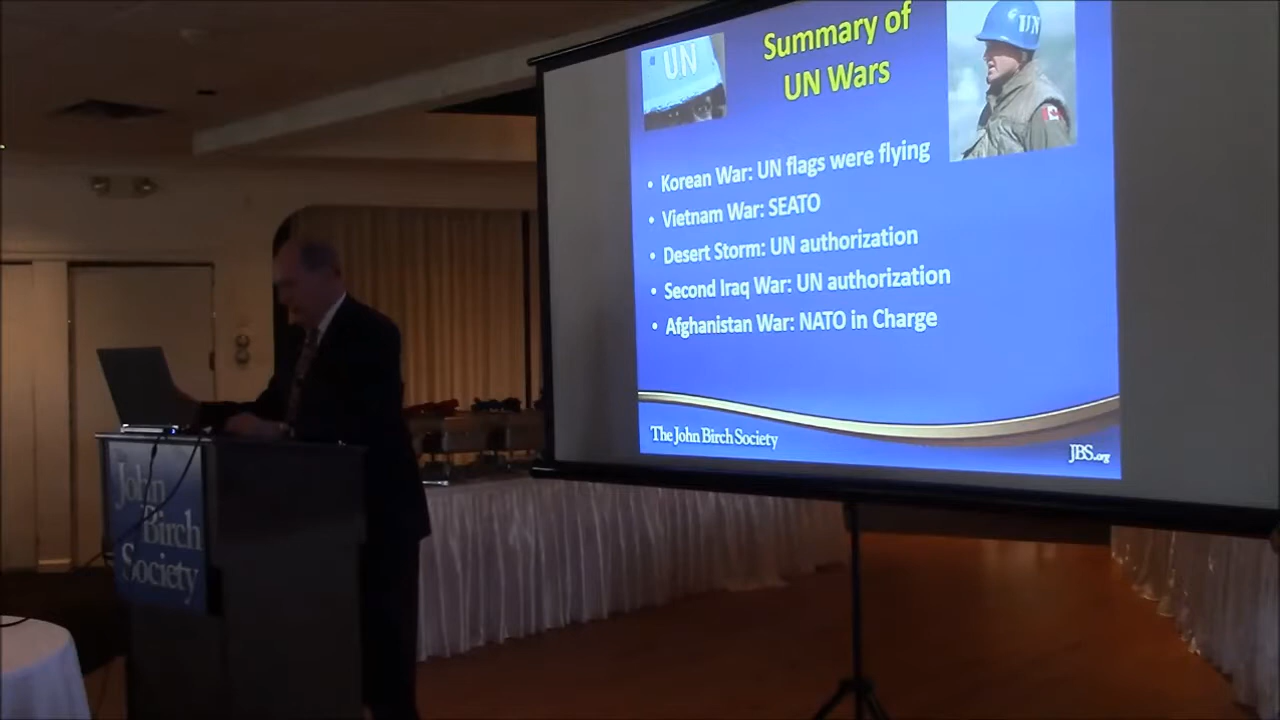 Summary of
UN Wars
UN
UN
• Korean War: UN flags were flying
• Vietnam War: SEATO
• Desert Storm: UN authorization
• Second Iraq War: UN authorization
• Afghanistan War: NATO in Charge
The John Birch Society
JBS.org
John
Birch
Society